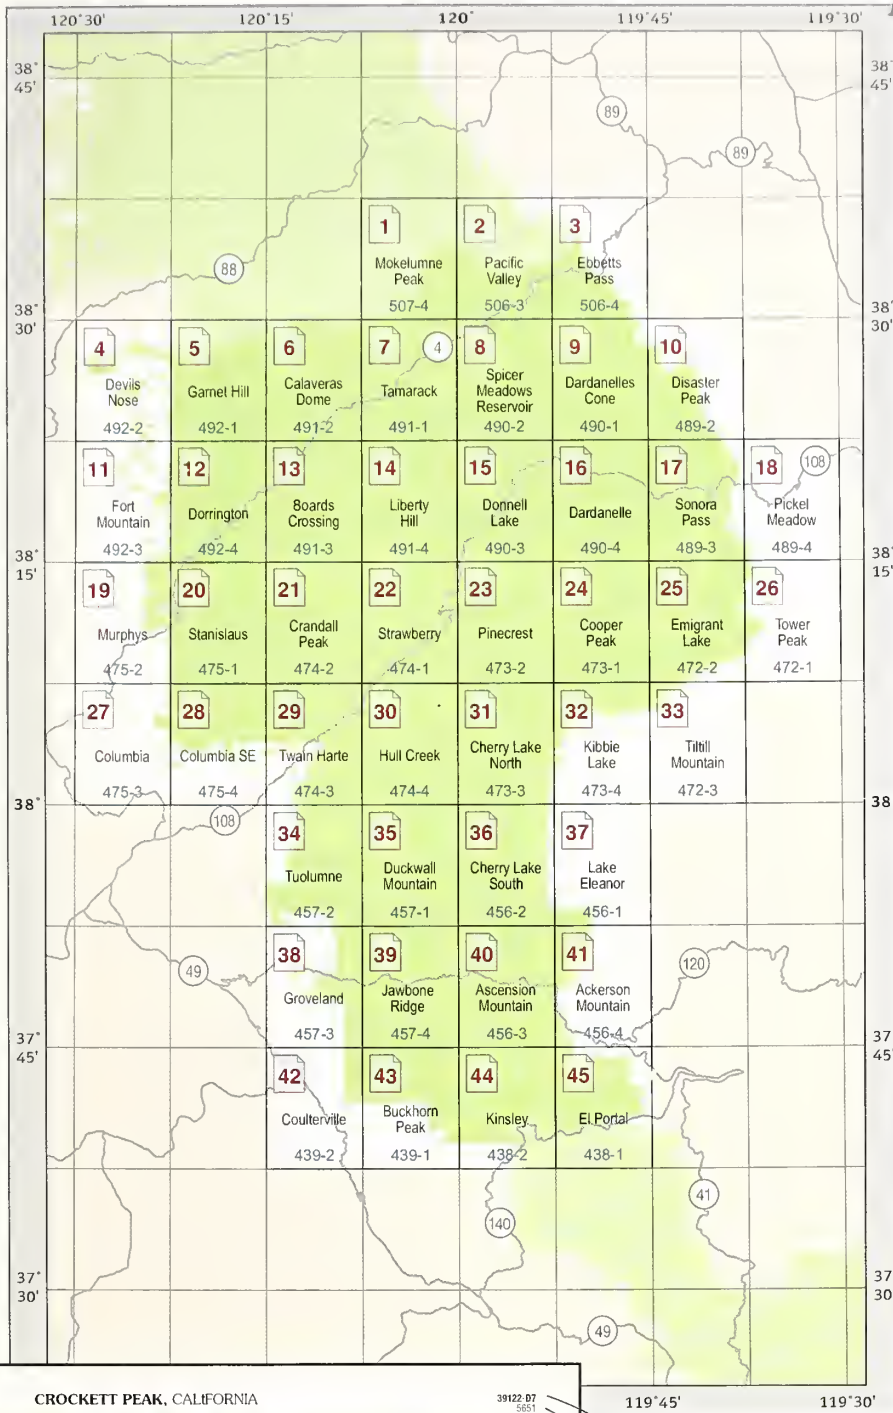 120°30' 120°15' 120° 119°45' 119°30'
38° 38°
45' 45'
89
89
1 2 3
Mokelumne Pacific Ebbetts
Peak Valley Pass
88
507-4 506-3 506-4
38° 38°
30' 30'
4 5 6 7 4 8 9 10
Devils Nose
Garnet Hill
Calaveras Dome
Tamarack
Spicer Meadows Reservoir
Dardanelles Cone
Disaster Peak
492-2 492-1 491-2 491-1 490-2 490-1 489-2
11 12 13 14 15 16 17 18 108
Fort Mountain
Dorrington
Boards Crossing
Liberty Hill
Donnell Lake
Dardanelle
Sonora Pass
Pickel Meadow
492-3 492-4 491-3 491-4 490-3 490-4 489-3 489-4
38° 38°
15' 15'
19 20 21 22 23 24 25 26
Murphys
Stanislaus
Crandall Peak
Strawberry
Pinecrest
Cooper Peak
Emigrant Lake
Tower Peak
475-2 475-1 474-2 474-1 473-2 473-1 472-2 472-1
27 28 29 30 31 32 33
Columbia
Columbia SE
Twain Harte
Hull Creek
Cherry Lake North
Kibbie Lake
Tiltill Mountain
475-3 475-4 474-3 474-4 473-3 473-4 472-3
38° 38
108
34 35 36 37
Tuolumne
Duckwall Mountain
Cherry Lake South
Lake Eleanor
457-2 457-1 456-2 456-1
38 39 40 41
49 120
Groveland
Jawbone Ridge
Ascension Mountain
Ackerson Mountain
457-3 457-4 456-3 456-4
37° 37
45' 45'
42 43 44 45
Coulterville
Buckhorn Peak
Kinsley
El Portal
439-2 439-1 438-2 438-1
41
140
37° 37
30' 30
49
CROCKETT PEAK, CALIFORNIA
39122-D7
5651
119°45' 119°30'